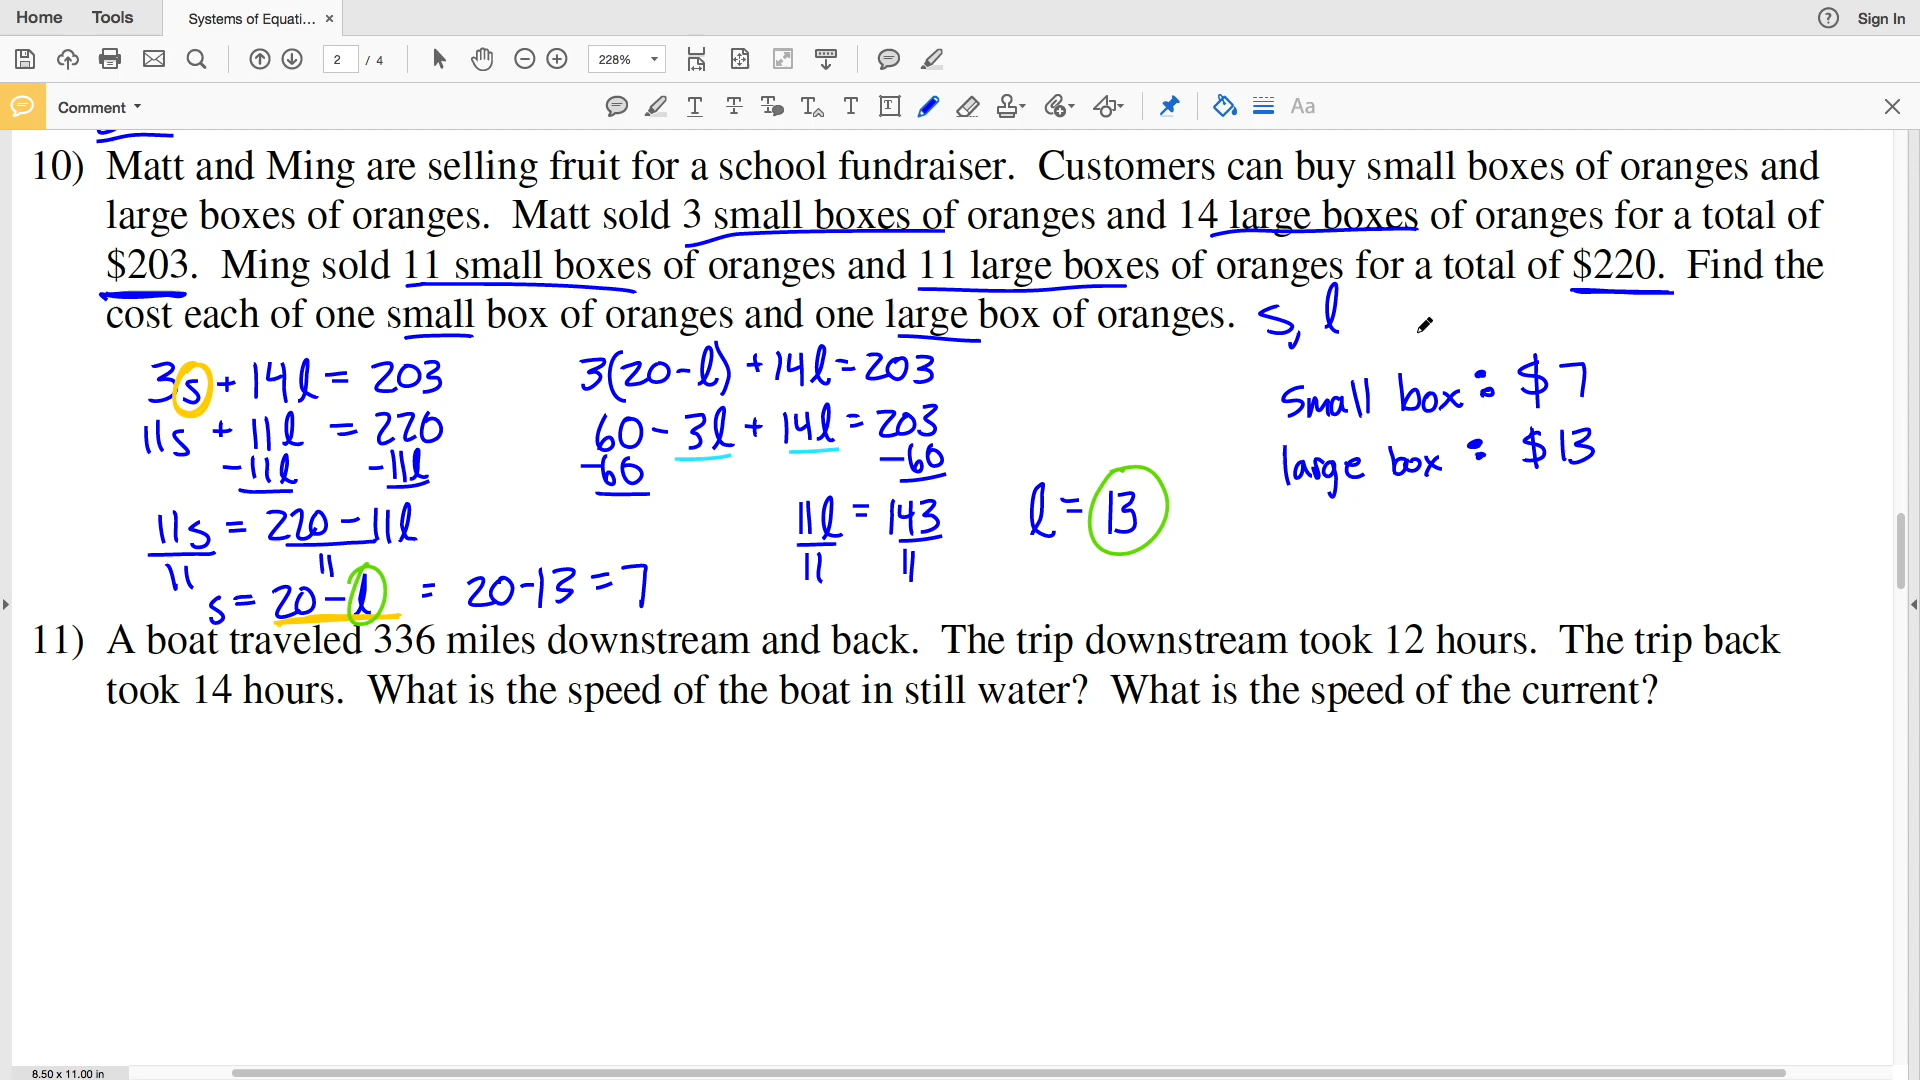 Home Tools Systems of Equati... × ? Sign In
2 / 4 228%
Comment Aa
10) Matt and Ming are selling fruit for a school fundraiser. Customers can buy small boxes of oranges and
large boxes of oranges. Matt sold 3 small boxes of oranges and 14 large boxes of oranges for a total of
$203. Ming sold 11 small boxes of oranges and 11 large boxes of oranges for a total of $220. Find the
cost each of one small box of oranges and one large box of oranges. s, l
3s + 14l = 203
11s + 11l = 220
-11l -11l
11s = 220 - 11l
11 11
s = 20 - l = 20 - 13 = 7
3(20 - l) + 14l = 203
60 - 3l + 14l = 203
-60 -60
11l = 143
11 11
l = 13
Small box : $7
large box : $13
11) A boat traveled 336 miles downstream and back. The trip downstream took 12 hours. The trip back
took 14 hours. What is the speed of the boat in still water? What is the speed of the current?
8.50 x 11.00 in